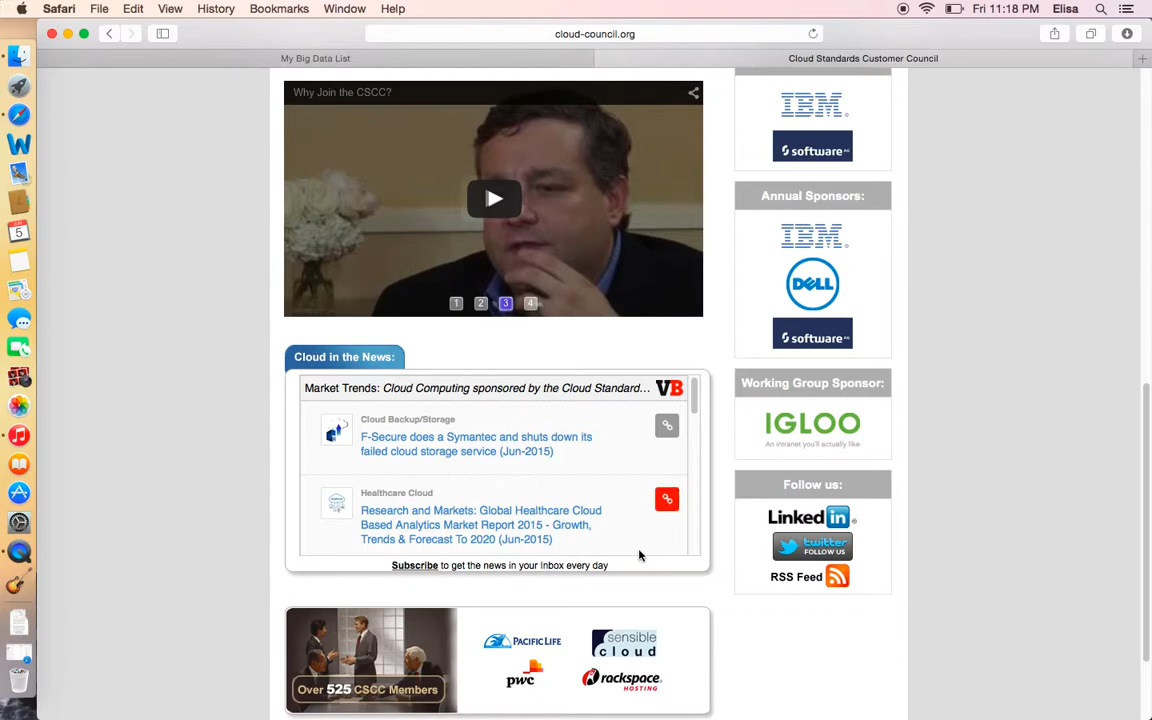 Safari File Edit View History Bookmarks Window Help Fri 11:18 PM Elisa
cloud-council.org
My Big Data List Cloud Standards Customer Council
Why Join the CSCC?
1 2 3 4
Cloud in the News:
Market Trends: Cloud Computing sponsored by the Cloud Standard... VB
Cloud Backup/Storage
F-Secure does a Symantec and shuts down its
failed cloud storage service (Jun-2015)
Healthcare Cloud
Research and Markets: Global Healthcare Cloud
Based Analytics Market Report 2015 - Growth,
Trends & Forecast To 2020 (Jun-2015)
Subscribe to get the news in your Inbox every day
Over 525 CSCC Members
PACIFIC LIFE
sensible
cloud
pwc
rackspace
HOSTING
IBM
software AG
Annual Sponsors:
IBM
DELL
software AG
Working Group Sponsor:
IGLOO
An intranet you'll actually like
Follow us:
Linked in
twitter
FOLLOW US
RSS Feed
5